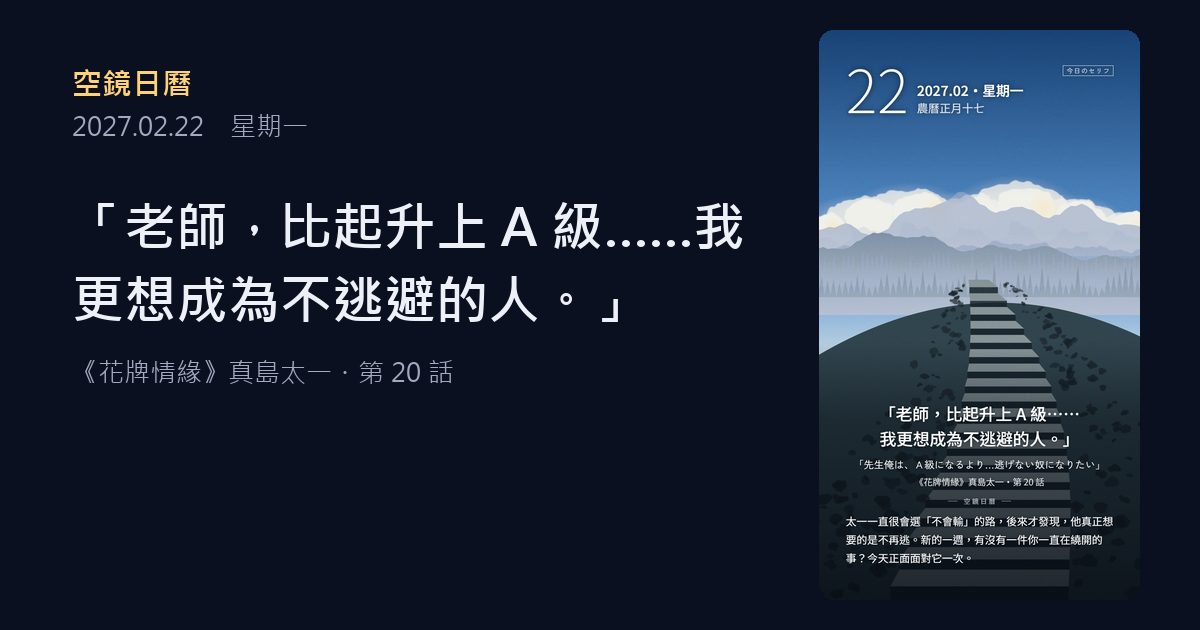 空鏡日曆
2027.02.22 星期一
「老師，比起升上 A 級……我
更想成為不逃避的人。」
《花牌情緣》真島太一・第 20 話
22
2027.02・星期一
農曆正月十七
今日のセリフ
「老師，比起升上 A 級……
我更想成為不逃避的人。」
「先生俺は、A級になるより…逃げない奴になりたい」
《花牌情緣》真島太一・第 20 話
— 空鏡日曆 —
太一一直很會選「不會輸」的路，後來才發現，他真正想
要的是不再逃。新的一週，有沒有一件你一直在繞開的
事？今天正面面對它一次。